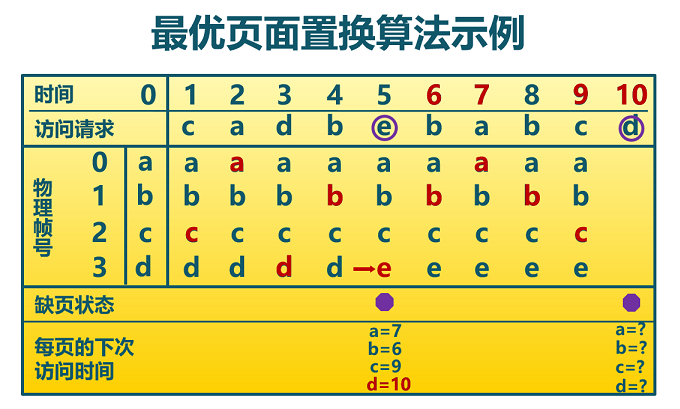 最优页面置换算法示例
时间 0 1 2 3 4 5 6 7 8 9 10
访问请求 c a d b e b a b c d
物理帧号
0 a a a a a a a a a a
1 b b b b b b b b b b
2 c c c c c c c c c c
3 d d d d d →e e e e e
缺页状态
每页的下次访问时间
a=7
b=6
c=9
d=10
a=?
b=?
c=?
d=?